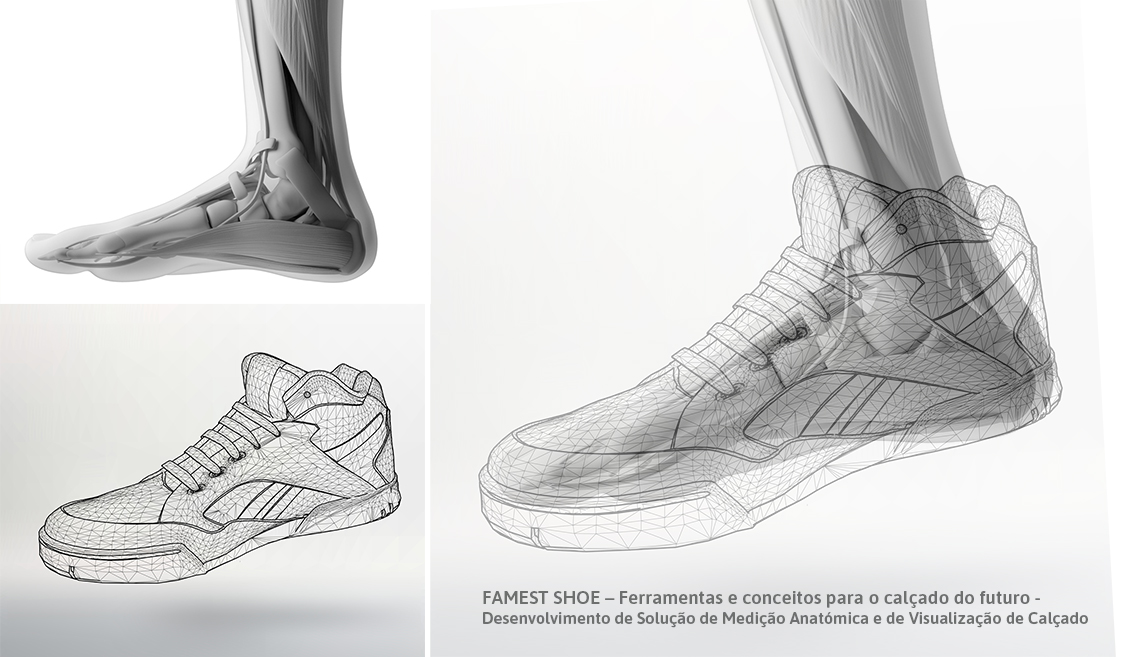 FAMEST SHOE – Ferramentas e conceitos para o calçado do futuro -
Desenvolvimento de Solução de Medição Anatómica e de Visualização de Calçado